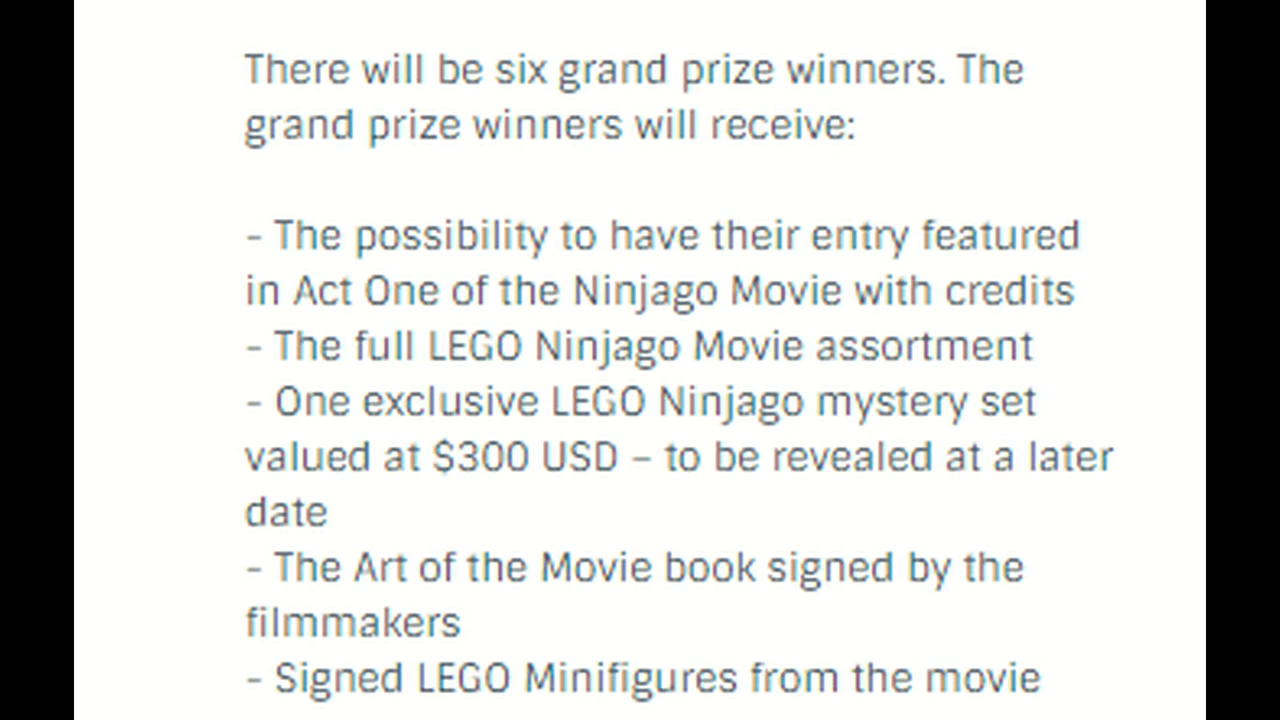 There will be six grand prize winners. The
grand prize winners will receive:
- The possibility to have their entry featured
in Act One of the Ninjago Movie with credits
- The full LEGO Ninjago Movie assortment
- One exclusive LEGO Ninjago mystery set
valued at $300 USD – to be revealed at a later
date
- The Art of the Movie book signed by the
filmmakers
- Signed LEGO Minifigures from the movie